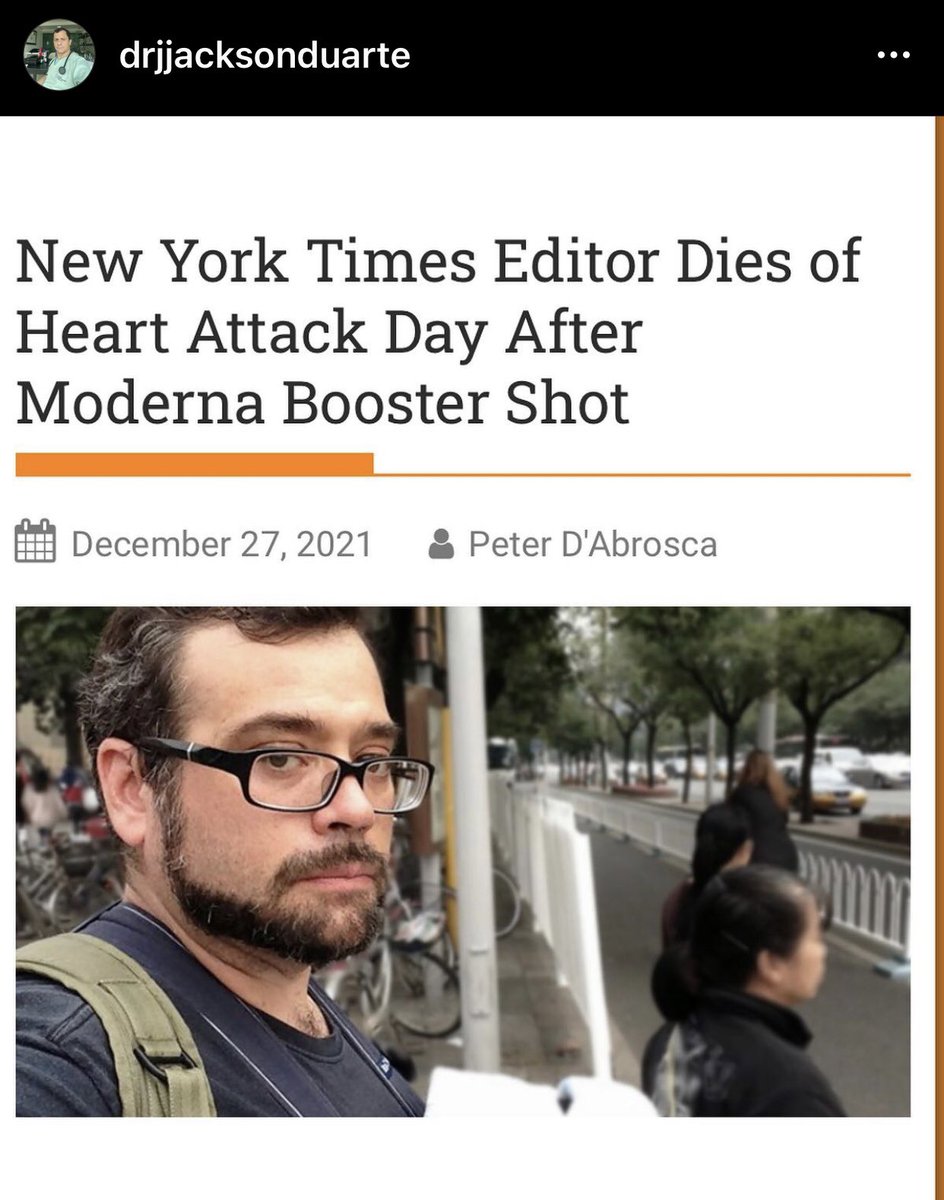 drjjacksonduarte
New York Times Editor Dies of
Heart Attack Day After
Moderna Booster Shot
December 27, 2021 Peter D'Abrosca